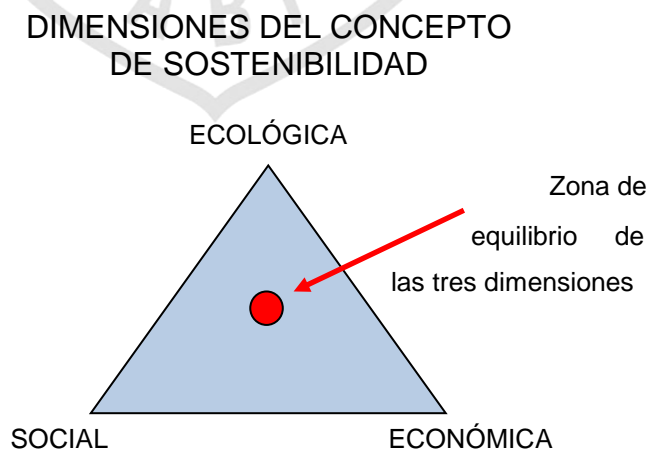 DIMENSIONES DEL CONCEPTO
DE SOSTENIBILIDAD
ECOLÓGICA
Zona de
equilibrio de
las tres dimensiones
SOCIAL
ECONÓMICA